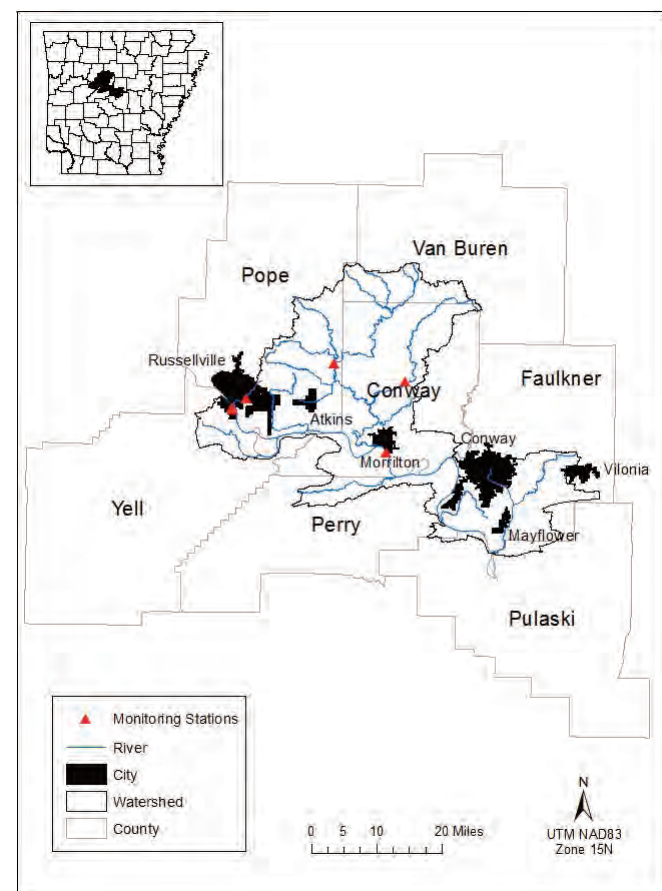 Van Buren
Pope
Russellville
Faulkner
Conway
Atkins
Conway
Morrilton
Vilonia
Yell
Perry
Mayflower
Pulaski
Monitoring Stations
River
City
Watershed
County
0 5 10 20 Miles
N
UTM NAD83
Zone 15N